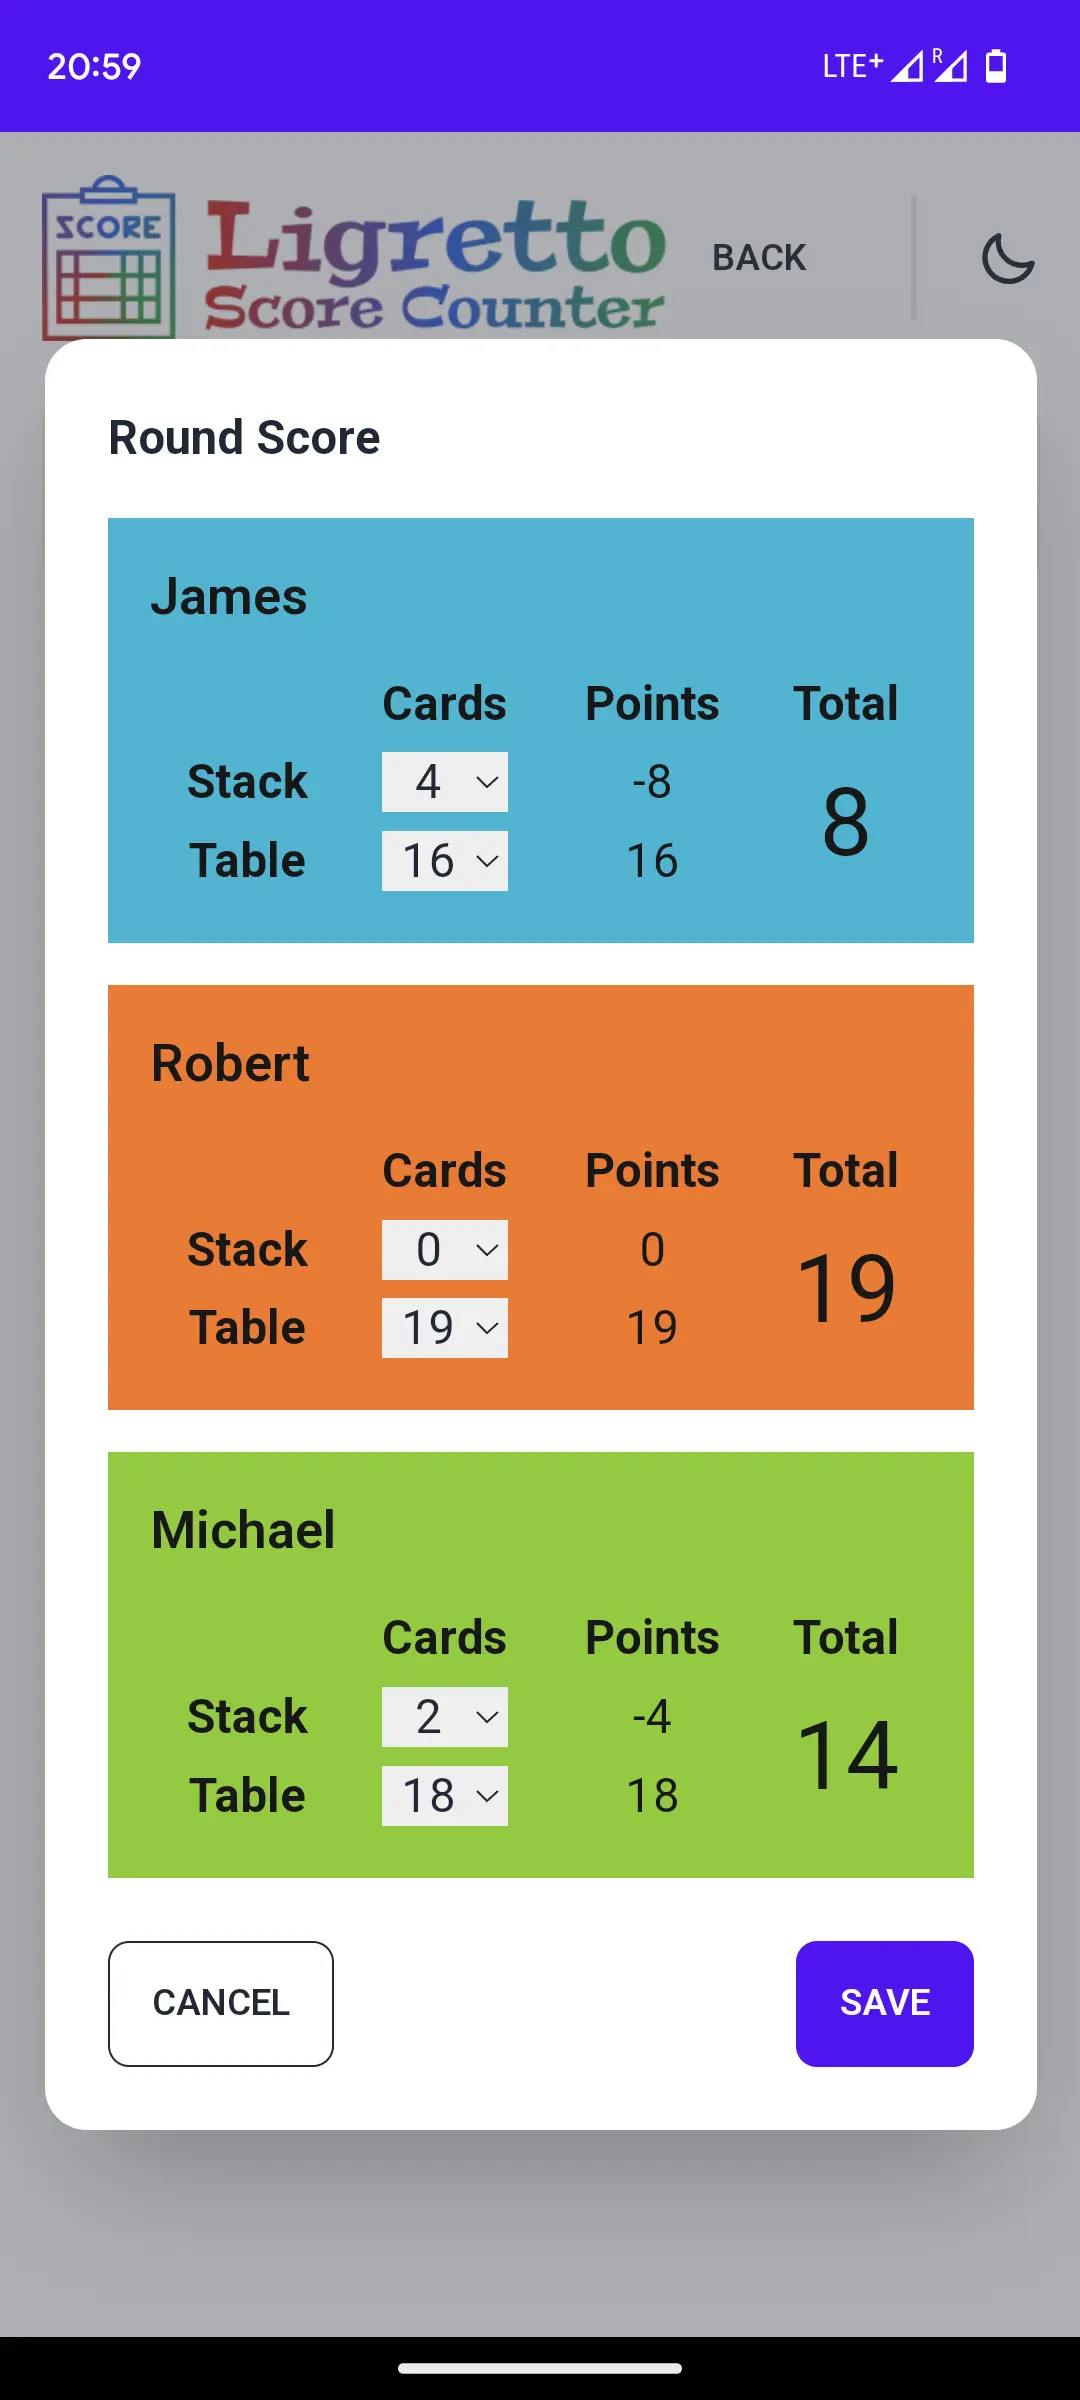 20:59 LTE+ R
SCORE
Ligretto
Score Counter
BACK
Round Score
James
Cards Points Total
Stack 4 -8
8
Table 16 16
Robert
Cards Points Total
Stack 0 0
19
Table 19 19
Michael
Cards Points Total
Stack 2 -4
14
Table 18 18
CANCEL SAVE